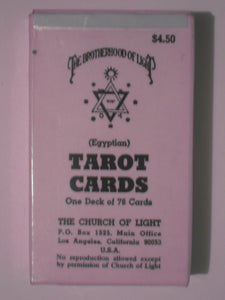 $4.50
THE BROTHERHOOD OF LIGHT
(Egyptian)
TAROT
CARDS
One Deck of 78 Cards
THE CHURCH OF LIGHT
P.O. Box 1525, Main Office
Los Angeles, California 90053
U.S.A.
No reproduction allowed except
by permission of Church of Light